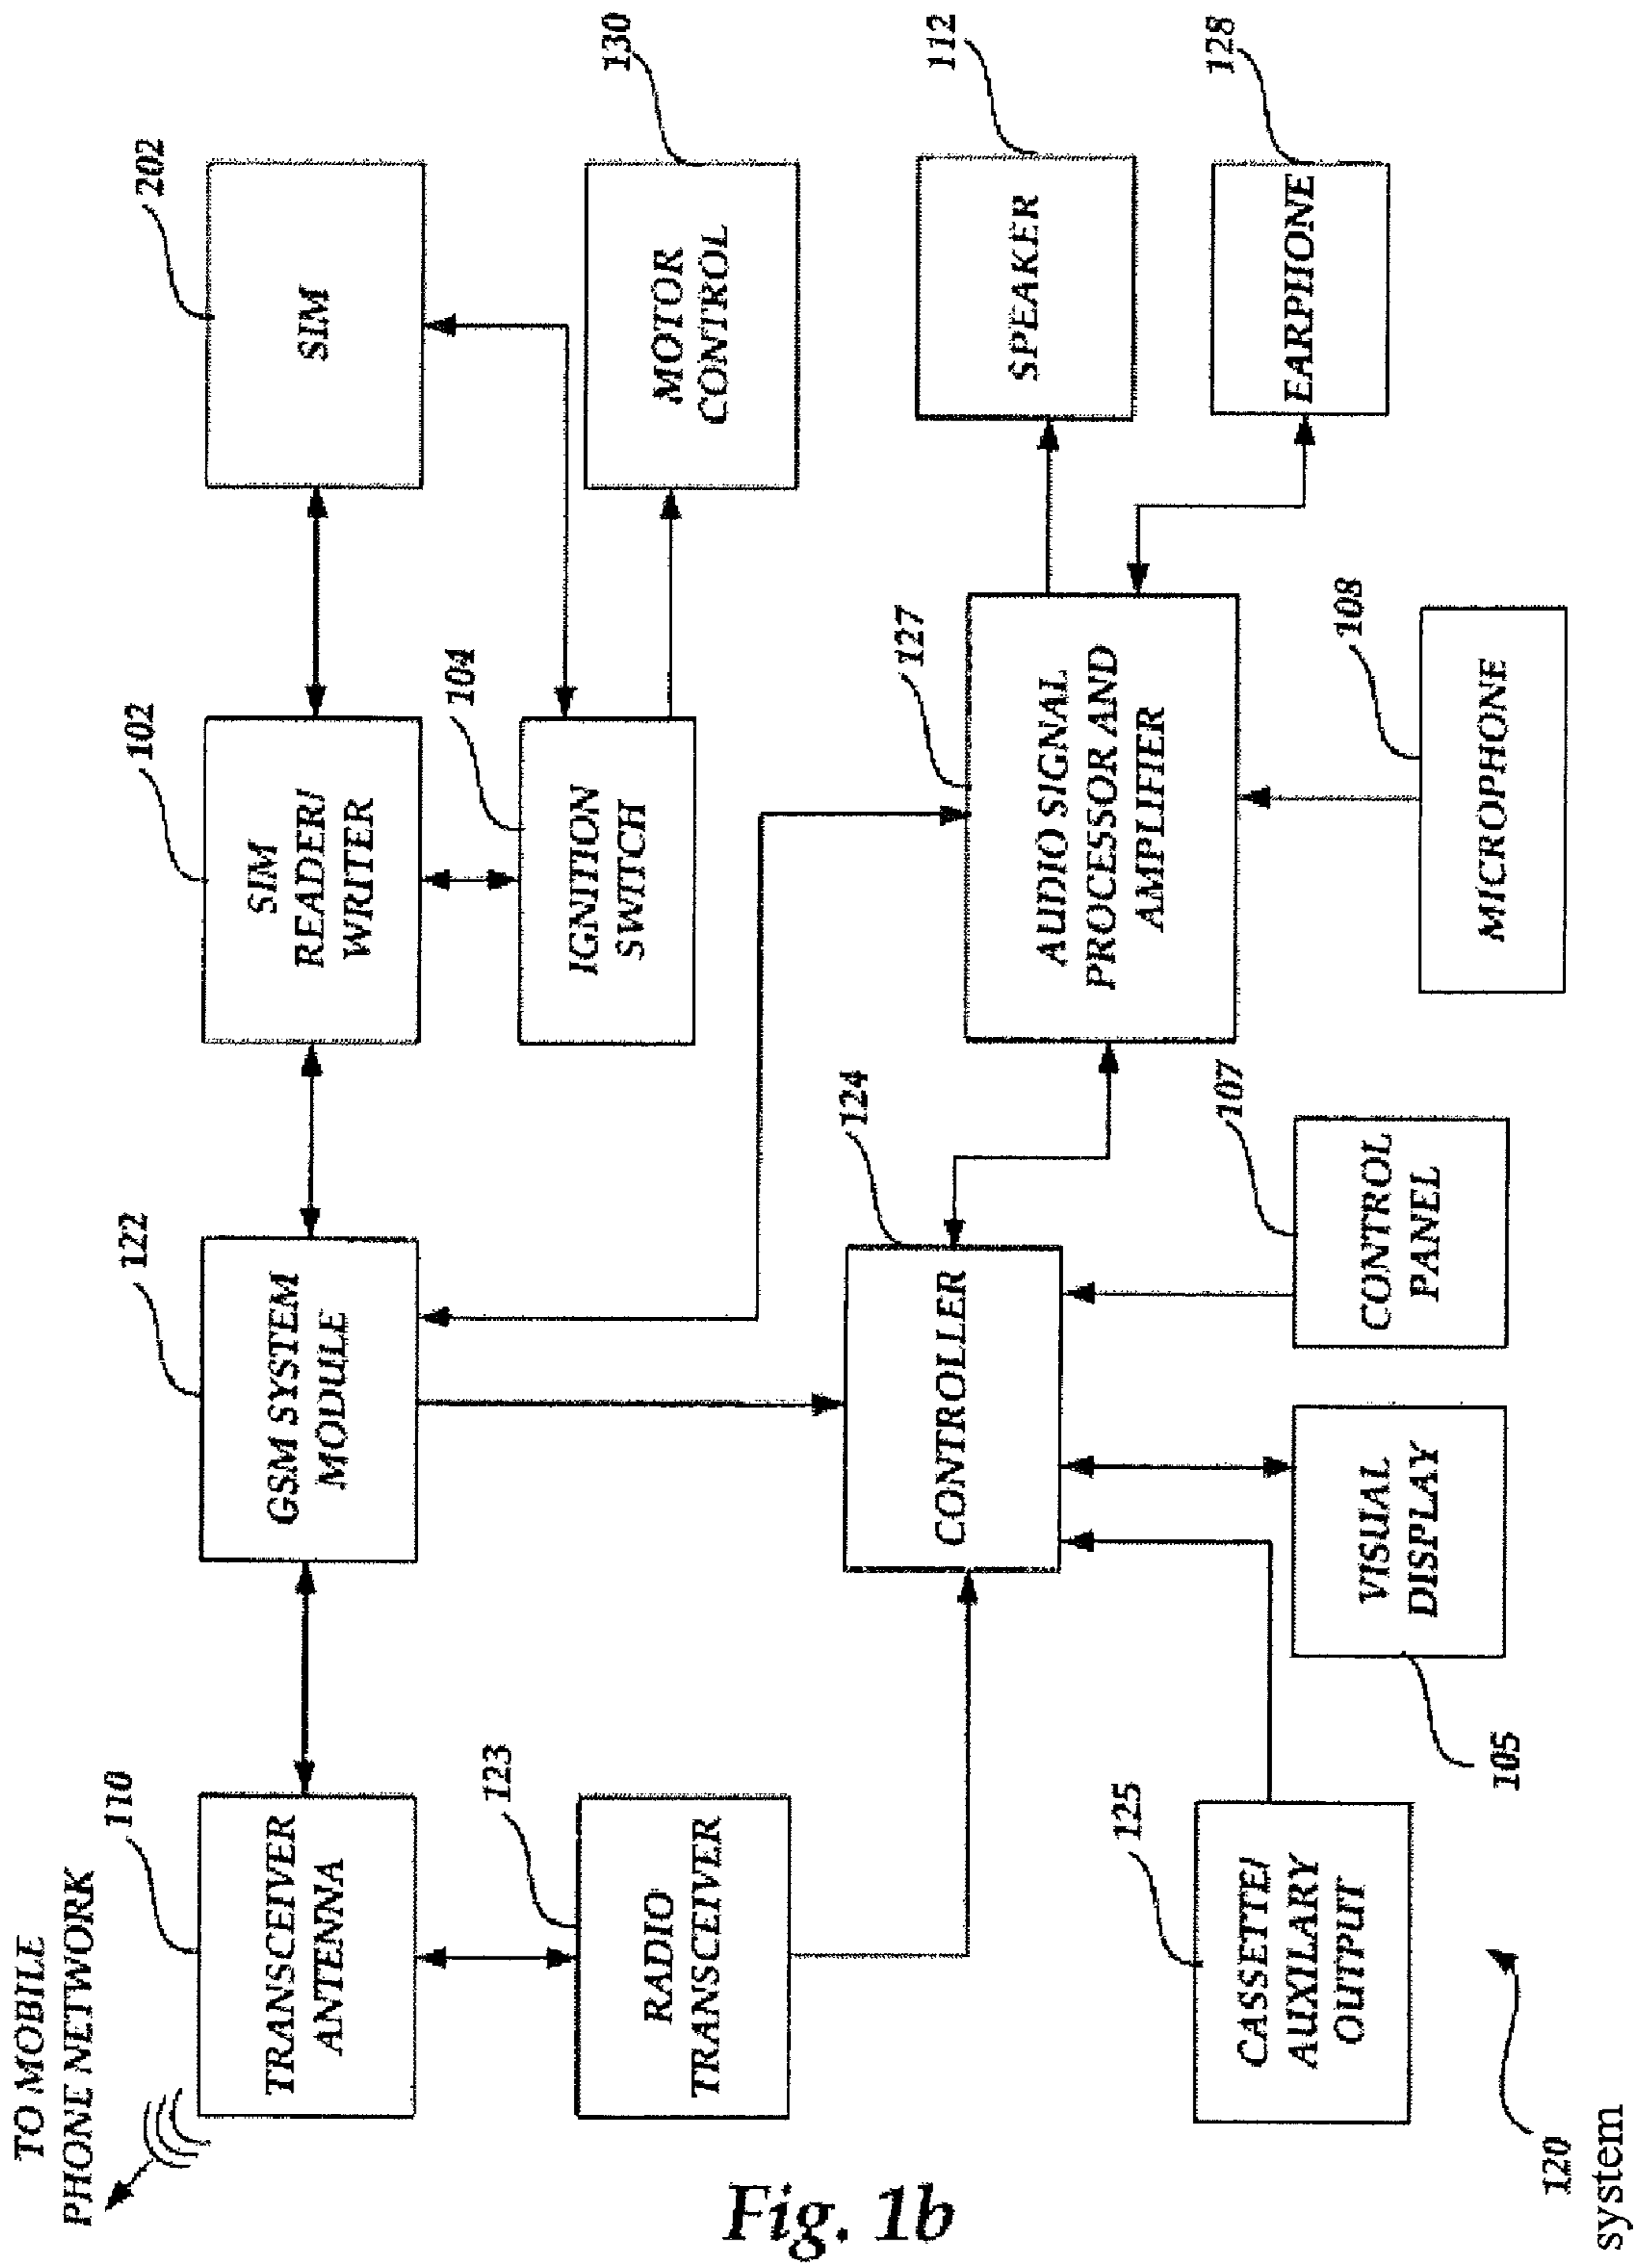 TO MOBILE
PHONE NETWORK
110
TRANSCEIVER
ANTENNA
122
GSM SYSTEM
MODULE
102
SIM
READER/
WRITER
202
SIM
123
RADIO
TRANSCEIVER
104
IGNITION
SWITCH
130
MOTOR
CONTROL
124
CONTROLLER
127
AUDIO SIGNAL
PROCESSOR AND
AMPLIFIER
112
SPEAKER
128
EARPHONE
125
CASSETTE/
AUXILARY
OUTPUT
105
VISUAL
DISPLAY
107
CONTROL
PANEL
108
MICROPHONE
120
system
Fig. 1b